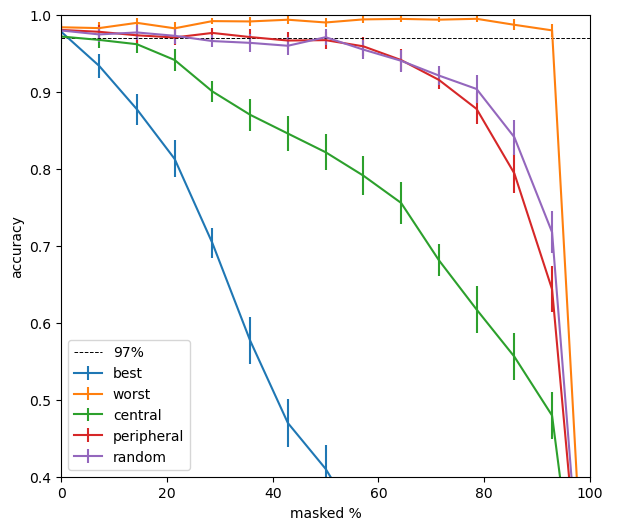 1.0
0.9
0.8
0.7
0.6
0.5
0.4
accuracy
97%
best
worst
central
peripheral
random
0 20 40 60 80 100
masked %